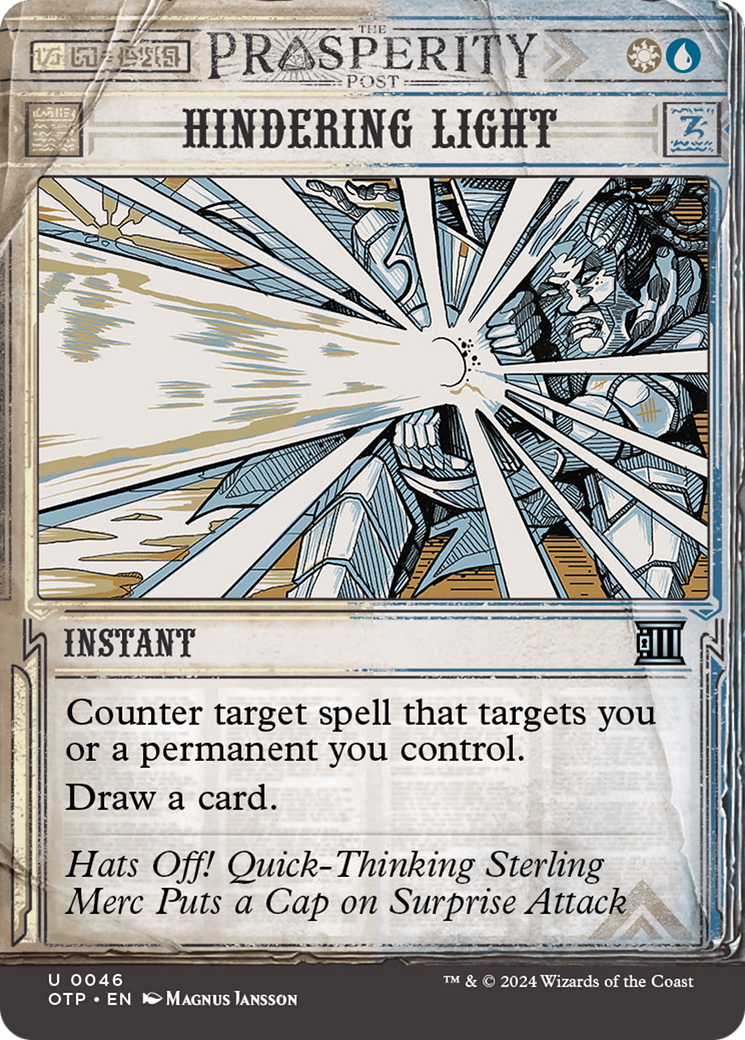 THE
PROSPERITY
POST
HINDERING LIGHT
INSTANT
Counter target spell that targets you
or a permanent you control.
Draw a card.
Hats Off! Quick-Thinking Sterling
Merc Puts a Cap on Surprise Attack
U 0046
OTP • EN Magnus Jansson
™ & © 2024 Wizards of the Coast